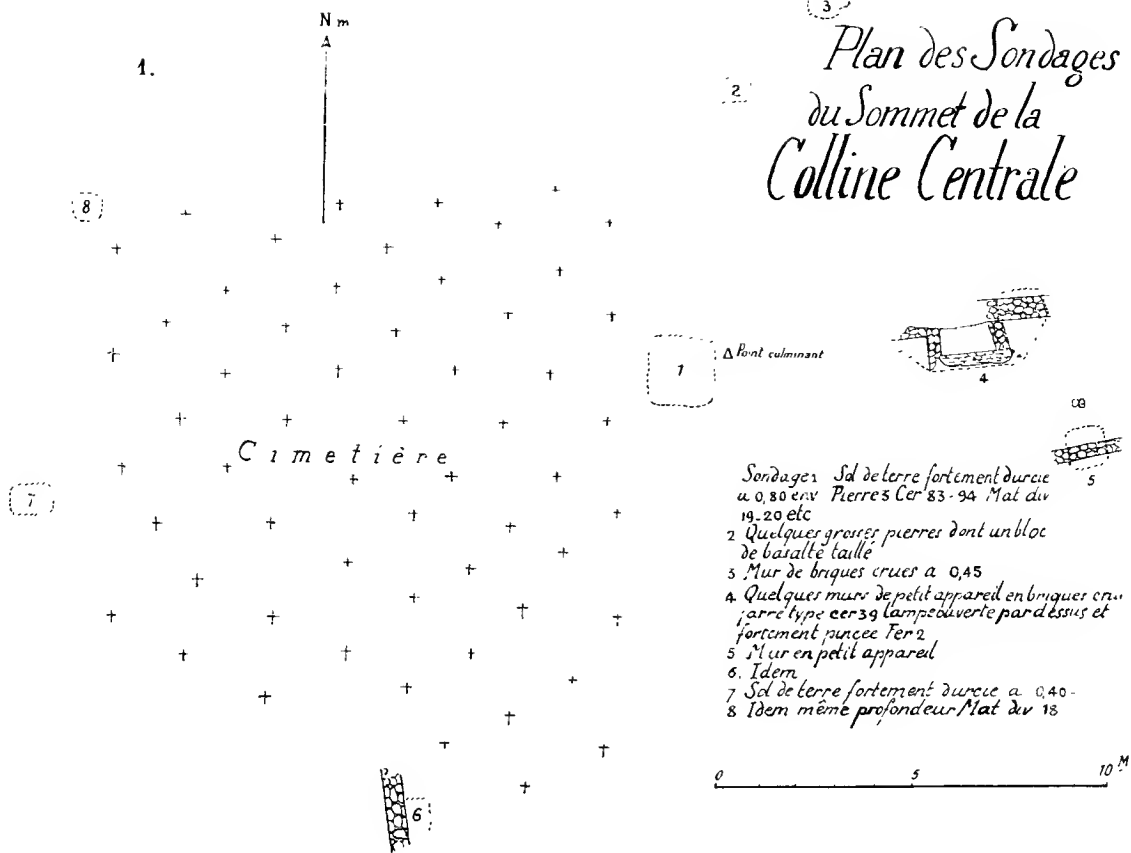 N m
1.
3
Plan des Sondages
du Sommet de la
Colline Centrale
2
8
1
Δ Point culminant
4
5
Cimetière
7
6
Sondage 1 Sol de terre fortement durcie
a 0,80 env Pierres Cer 83-94 Mat div
19-20 etc
2 Quelques grosses pierres dont un bloc
de basalte taillé
3 Mur de briques crues a 0,45
4 Quelques murs de petit appareil en briques cru
jarre type cer 39 lampe ouverte par dessus et
fortement pincée Fer 2
5 Mur en petit appareil
6. Idem
7 Sol de terre fortement durcie a 0,40-
8 Idem même profondeur Mat div 18
0 5 10 M